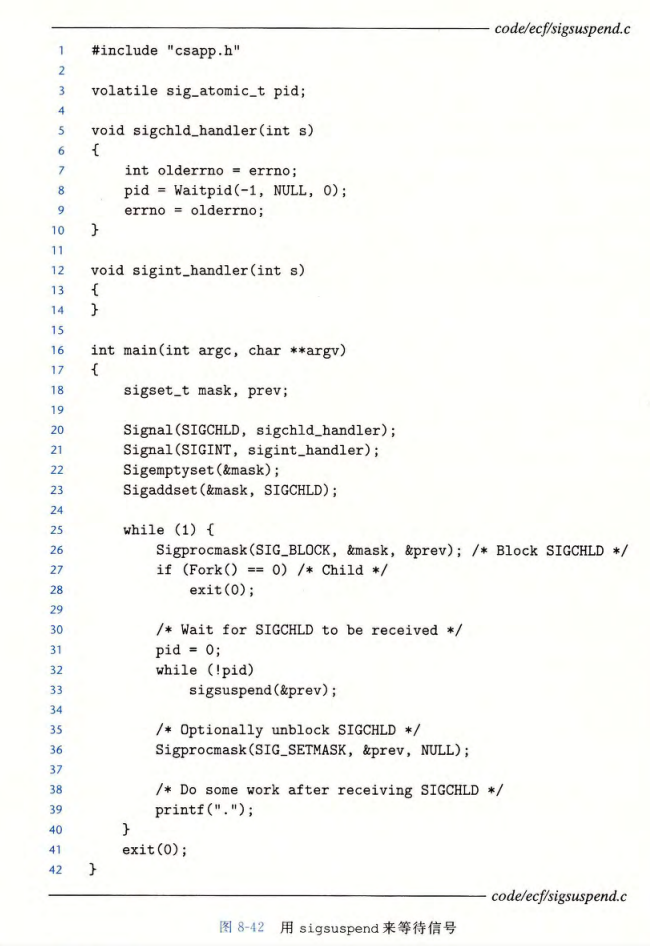 code/ecf/sigsuspend.c
1 #include "csapp.h"
2
3 volatile sig_atomic_t pid;
4
5 void sigchld_handler(int s)
6 {
7     int olderrno = errno;
8     pid = Waitpid(-1, NULL, 0);
9     errno = olderrno;
10 }
11
12 void sigint_handler(int s)
13 {
14 }
15
16 int main(int argc, char **argv)
17 {
18     sigset_t mask, prev;
19
20     Signal(SIGCHLD, sigchld_handler);
21     Signal(SIGINT, sigint_handler);
22     Sigemptyset(&mask);
23     Sigaddset(&mask, SIGCHLD);
24
25     while (1) {
26         Sigprocmask(SIG_BLOCK, &mask, &prev); /* Block SIGCHLD */
27         if (Fork() == 0) /* Child */
28             exit(0);
29
30         /* Wait for SIGCHLD to be received */
31         pid = 0;
32         while (!pid)
33             sigsuspend(&prev);
34
35         /* Optionally unblock SIGCHLD */
36         Sigprocmask(SIG_SETMASK, &prev, NULL);
37
38         /* Do some work after receiving SIGCHLD */
39         printf(".");
40     }
41     exit(0);
42 }
code/ecf/sigsuspend.c
图 8-42 用 sigsuspend 来等待信号